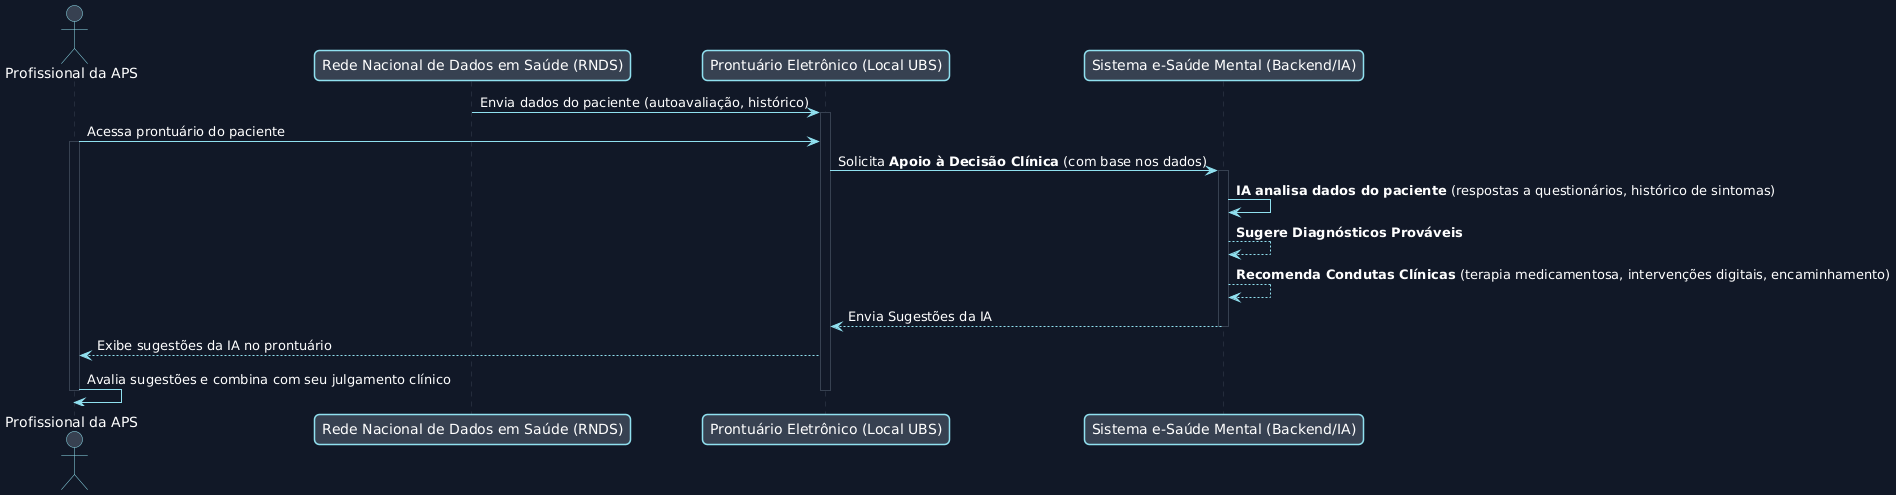 Profissional da APS
Rede Nacional de Dados em Saúde (RNDS)
Prontuário Eletrônico (Local UBS)
Sistema e-Saúde Mental (Backend/IA)
Envia dados do paciente (autoavaliação, histórico)
Acessa prontuário do paciente
Solicita Apoio à Decisão Clínica (com base nos dados)
IA analisa dados do paciente (respostas a questionários, histórico de sintomas)
Sugere Diagnósticos Prováveis
Recomenda Condutas Clínicas (terapia medicamentosa, intervenções digitais, encaminhamento)
Envia Sugestões da IA
Exibe sugestões da IA no prontuário
Avalia sugestões e combina com seu julgamento clínico
Profissional da APS
Rede Nacional de Dados em Saúde (RNDS)
Prontuário Eletrônico (Local UBS)
Sistema e-Saúde Mental (Backend/IA)